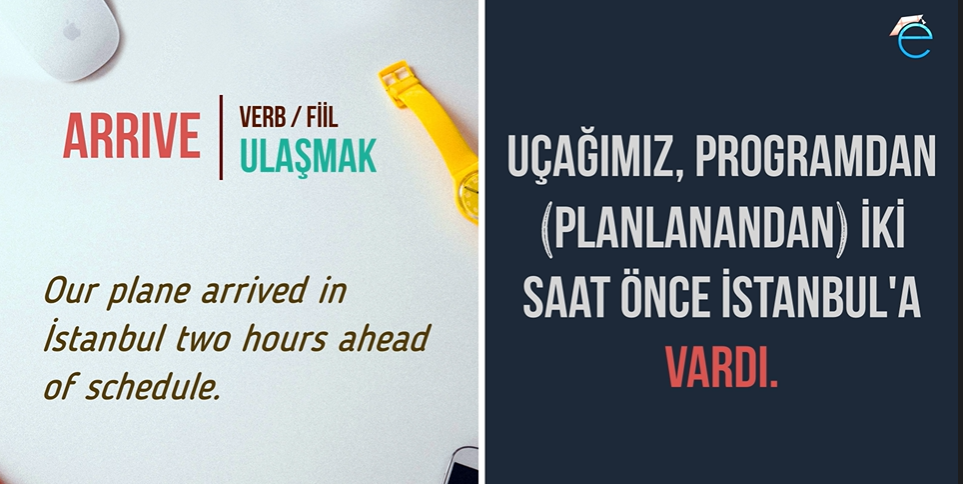 ARRIVE
VERB / FİİL
ULAŞMAK
Our plane arrived in
İstanbul two hours ahead
of schedule.
e
UÇAĞIMIZ, PROGRAMDAN
(PLANLANANDAN) İKİ
SAAT ÖNCE İSTANBUL'A
VARDI.